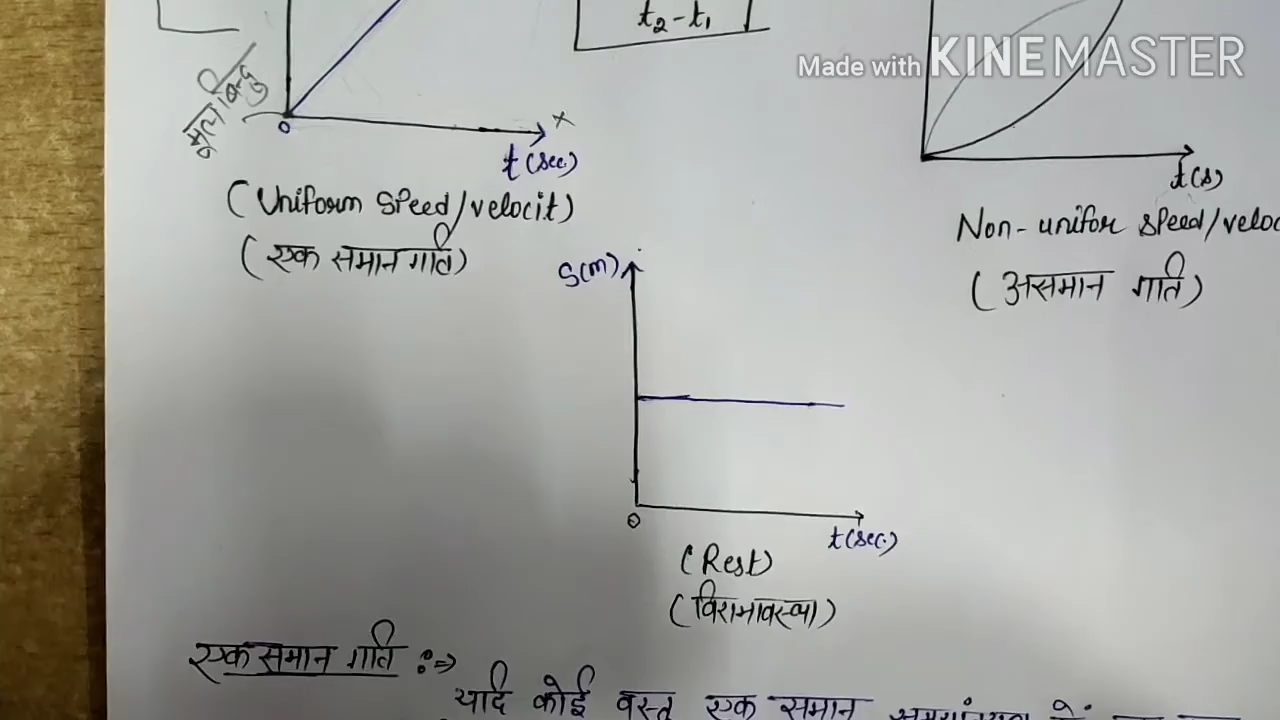 t₂-t₁
Made with KINEMASTER
मूल बिन्दु
0
x
t(sec.)
(Uniform speed/velocit)
(एक समान गति)
t(s)
Non-unifor speed/veloc
(असमान गति)
S(m)
0
t(sec.)
(Rest)
(विरामावस्था)
एक समान गति :⇒
यदि कोई वस्तु एक समान